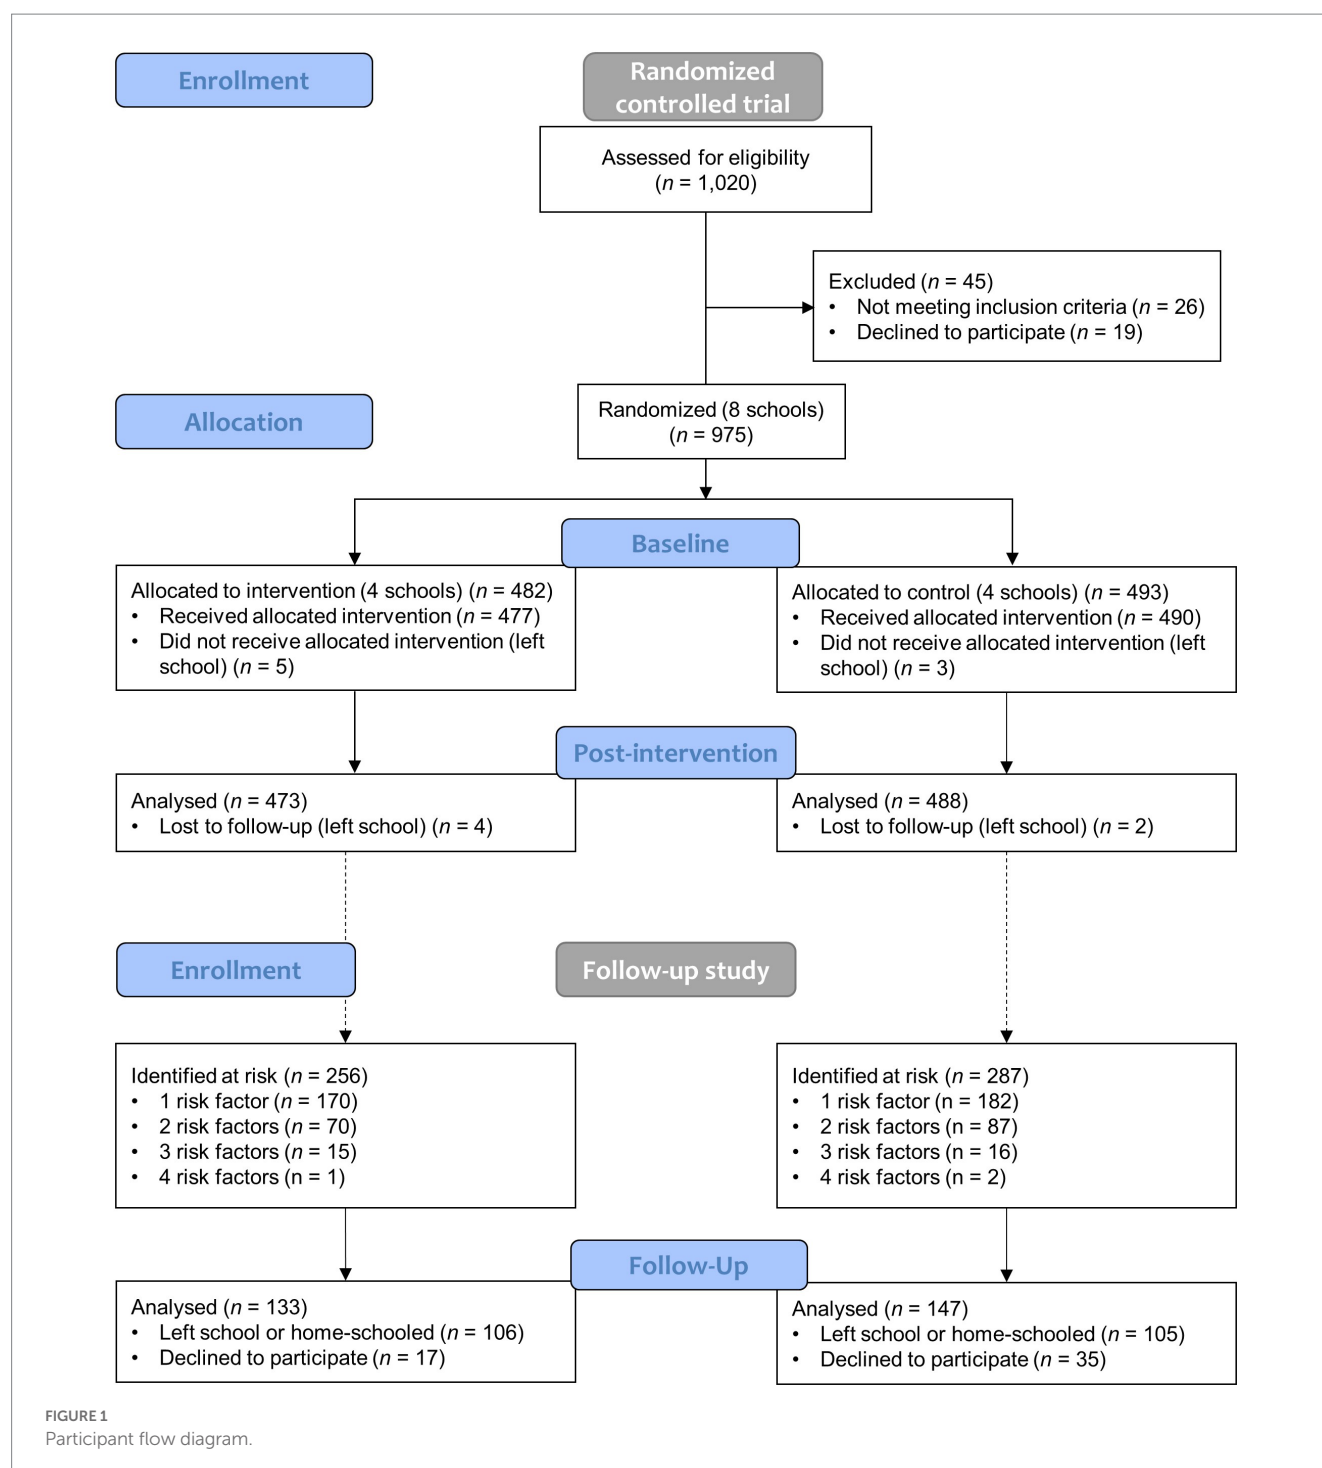 Enrollment
Randomized
controlled trial
Assessed for eligibility
(n = 1,020)
Excluded (n = 45)
• Not meeting inclusion criteria (n = 26)
• Declined to participate (n = 19)
Allocation
Randomized (8 schools)
(n = 975)
Baseline
Allocated to intervention (4 schools) (n = 482)
• Received allocated intervention (n = 477)
• Did not receive allocated intervention (left
school) (n = 5)
Allocated to control (4 schools) (n = 493)
• Received allocated intervention (n = 490)
• Did not receive allocated intervention (left
school) (n = 3)
Post-intervention
Analysed (n = 473)
• Lost to follow-up (left school) (n = 4)
Analysed (n = 488)
• Lost to follow-up (left school) (n = 2)
Enrollment
Follow-up study
Identified at risk (n = 256)
• 1 risk factor (n = 170)
• 2 risk factors (n = 70)
• 3 risk factors (n = 15)
• 4 risk factors (n = 1)
Identified at risk (n = 287)
• 1 risk factor (n = 182)
• 2 risk factors (n = 87)
• 3 risk factors (n = 16)
• 4 risk factors (n = 2)
Follow-Up
Analysed (n = 133)
• Left school or home-schooled (n = 106)
• Declined to participate (n = 17)
Analysed (n = 147)
• Left school or home-schooled (n = 105)
• Declined to participate (n = 35)
FIGURE 1
Participant flow diagram.